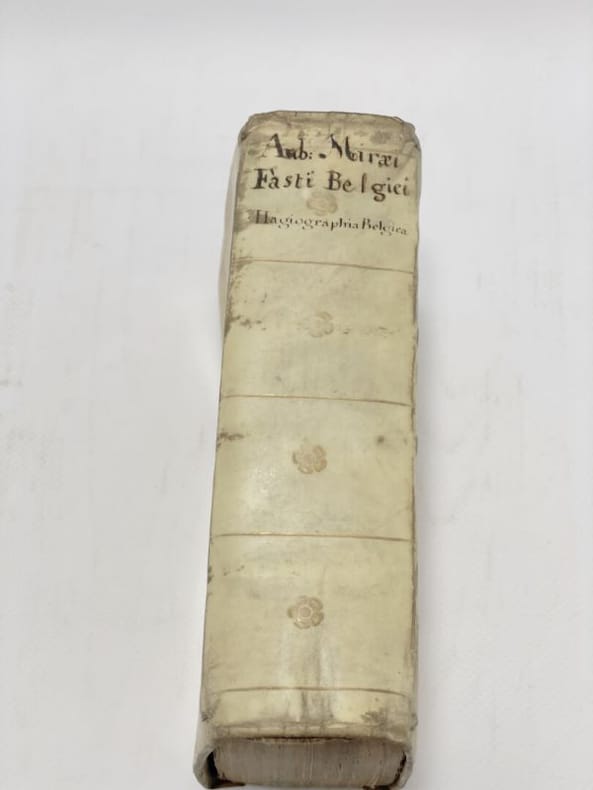 Aub: Miræi
Fasti Belgici
Hagiographia Belgica